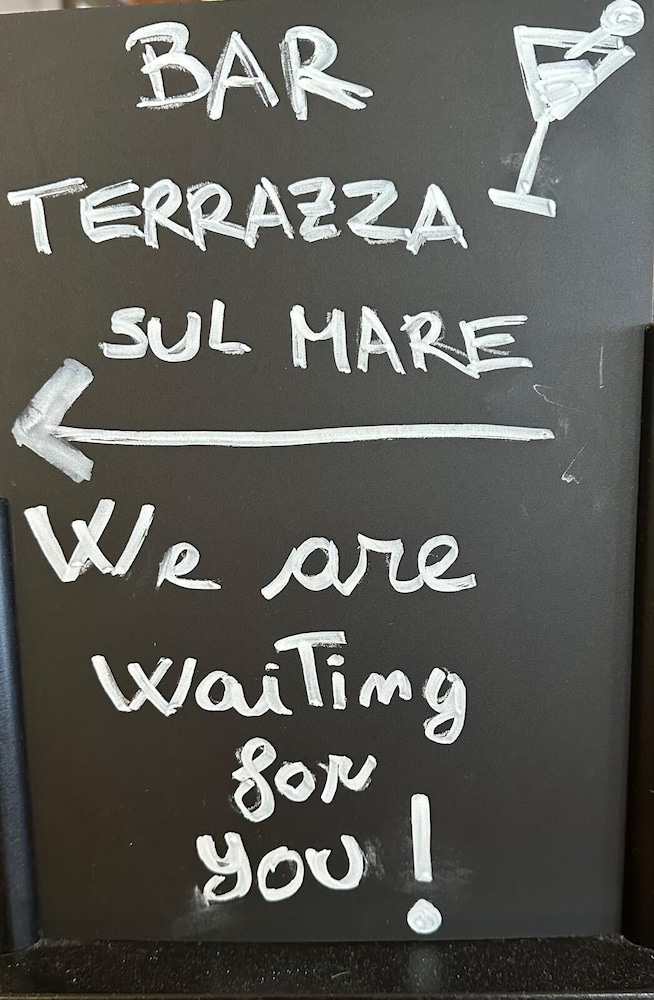 BAR
TERRAZZA
SUL MARE
We are
waiting
for
you!